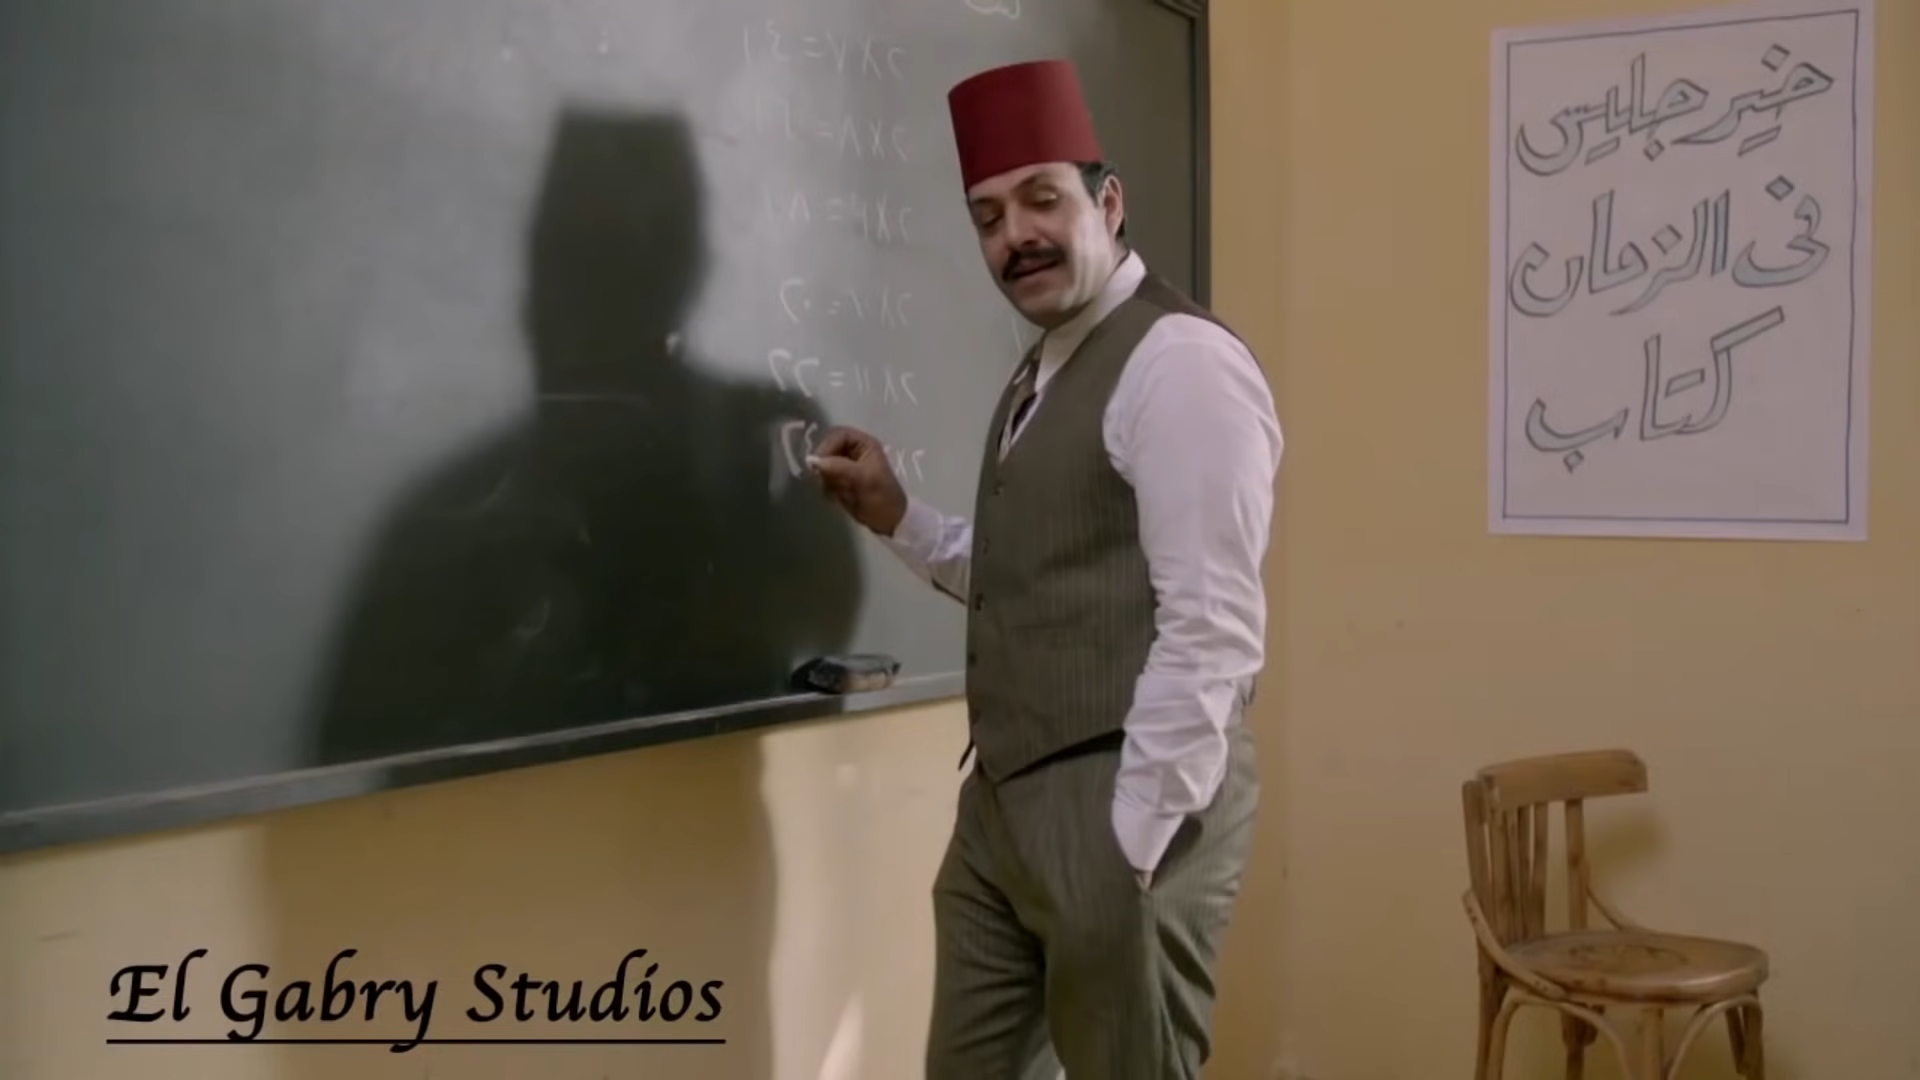 ٢×٧=١٤
٢×٨=١٦
٢×٩=١٨
٢×١٠=٢٠
٢×١١=٢٢
٢× ٢٤
خير جليس
فى الزمان
كتاب
El Gabry Studios